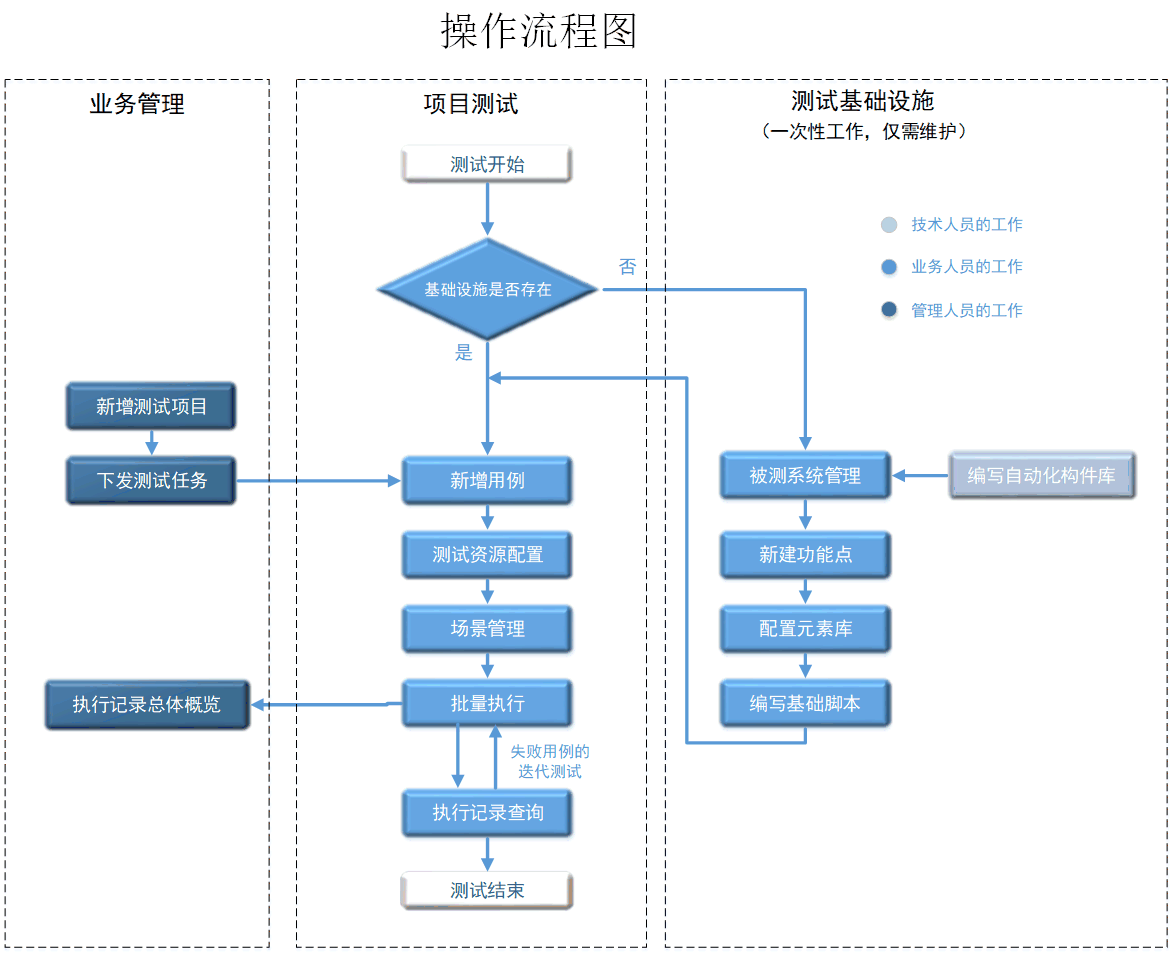 操作流程图
业务管理
新增测试项目
下发测试任务
执行记录总体概览
项目测试
测试开始
基础设施是否存在
否
是
新增用例
测试资源配置
场景管理
批量执行
失败用例的
迭代测试
执行记录查询
测试结束
测试基础设施
（一次性工作，仅需维护）
技术人员的工作
业务人员的工作
管理人员的工作
被测系统管理
编写自动化构件库
新建功能点
配置元素库
编写基础脚本